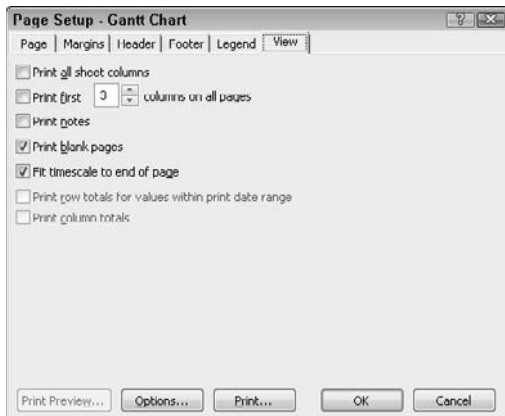 Page Setup - Gantt Chart
Page Margins Header Footer Legend View
Print all sheet columns
Print first 3 columns on all pages
Print notes
Print blank pages
Fit timescale to end of page
Print row totals for values within print date range
Print column totals
Print Preview... Options... Print... OK Cancel